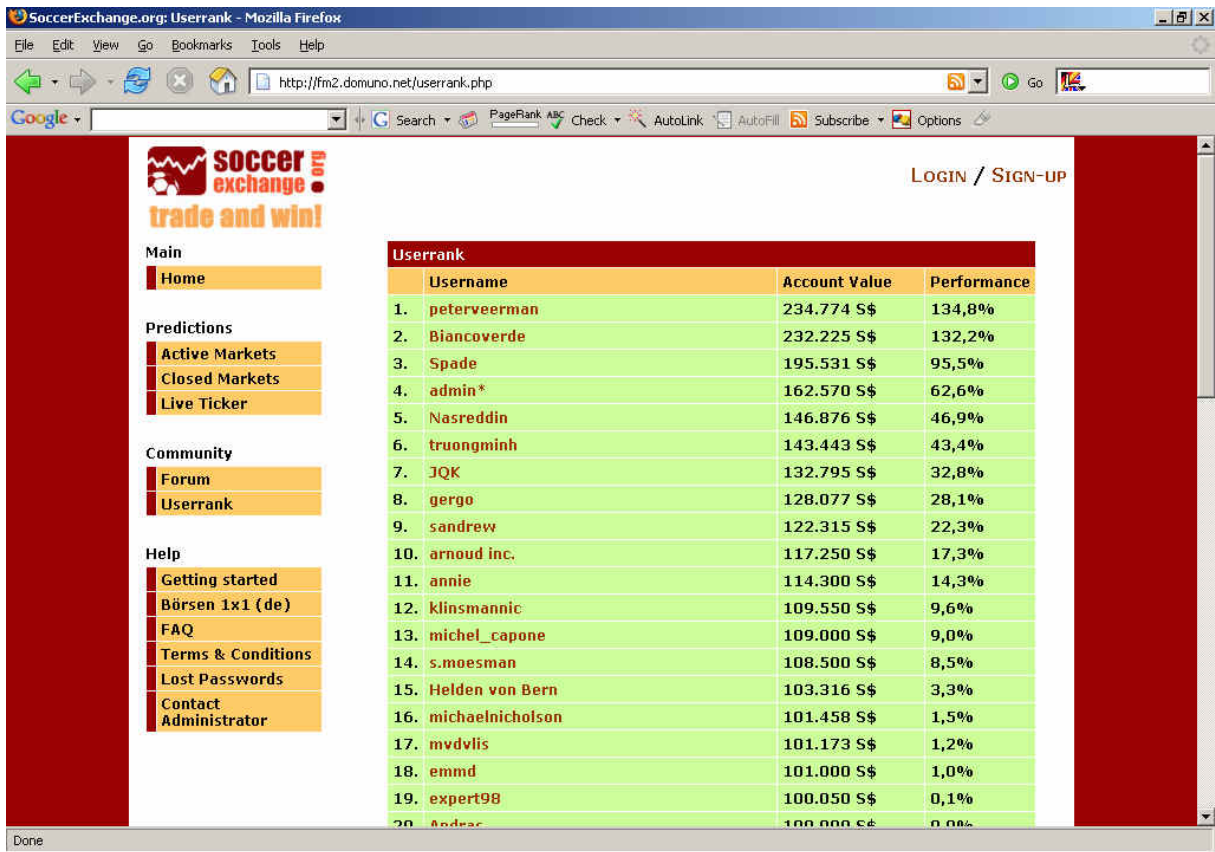 SoccerExchange.org: Userrank - Mozilla Firefox
File Edit View Go Bookmarks Tools Help
http://fm2.domuno.net/userrank.php Go
Google Search PageRank ABC Check AutoLink AutoFill Subscribe Options
soccer
exchange
.org
trade and win!
LOGIN / SIGN-UP
Main
Home
Predictions
Active Markets
Closed Markets
Live Ticker
Community
Forum
Userrank
Help
Getting started
Börsen 1x1 (de)
FAQ
Terms & Conditions
Lost Passwords
Contact
Administrator
Userrank
Username Account Value Performance
1. peterveerman 234.774 S$ 134,8%
2. Biancoverde 232.225 S$ 132,2%
3. Spade 195.531 S$ 95,5%
4. admin* 162.570 S$ 62,6%
5. Nasreddin 146.876 S$ 46,9%
6. truongminh 143.443 S$ 43,4%
7. JQK 132.795 S$ 32,8%
8. gergo 128.077 S$ 28,1%
9. sandrew 122.315 S$ 22,3%
10. arnoud inc. 117.250 S$ 17,3%
11. annie 114.300 S$ 14,3%
12. klinsmannic 109.550 S$ 9,6%
13. michel_capone 109.000 S$ 9,0%
14. s.moesman 108.500 S$ 8,5%
15. Helden von Bern 103.316 S$ 3,3%
16. michaelnicholson 101.458 S$ 1,5%
17. mvdvlis 101.173 S$ 1,2%
18. emmd 101.000 S$ 1,0%
19. expert98 100.050 S$ 0,1%
20. 100.000 S$ 0,0%
Done